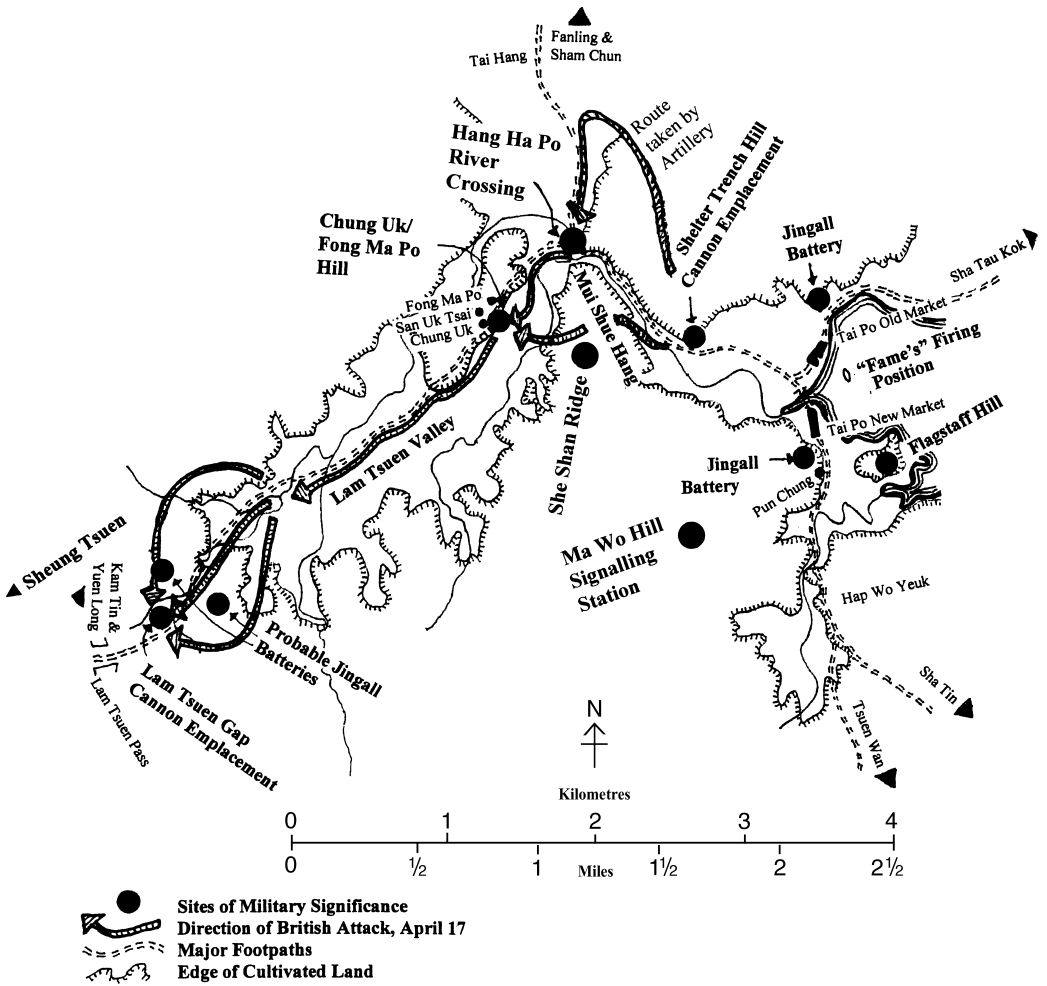 Fanling &
Sham Chun
Tai Hang
Route
taken by
Artillery
Hang Ha Po
River
Crossing
Shelter Trench Hill
Cannon Emplacement
Chung Uk/
Fong Ma Po
Hill
Jingall
Battery
Sha Tau Kok
Fong Ma Po
San Uk Tsai
Chung Uk
Mui Shue Hang
Tai Po Old Market
"Fame's" Firing
Position
She Shan Ridge
Tai Po New Market
Flagstaff Hill
Lam Tsuen Valley
Jingall
Battery
Pun Chung
Ma Wo Hill
Signalling
Station
Sheung Tsuen
Kam Tin &
Yuen Long
Hap Wo Yeuk
Probable Jingall
Batteries
Lam Tsuen Gap
Cannon Emplacement
Lam Tsuen Pass
Sha Tin
Tsuen Wan
N
Kilometres
0 1 2 3 4
0 ½ 1 Miles 1½ 2 2½
Sites of Military Significance
Direction of British Attack, April 17
Major Footpaths
Edge of Cultivated Land